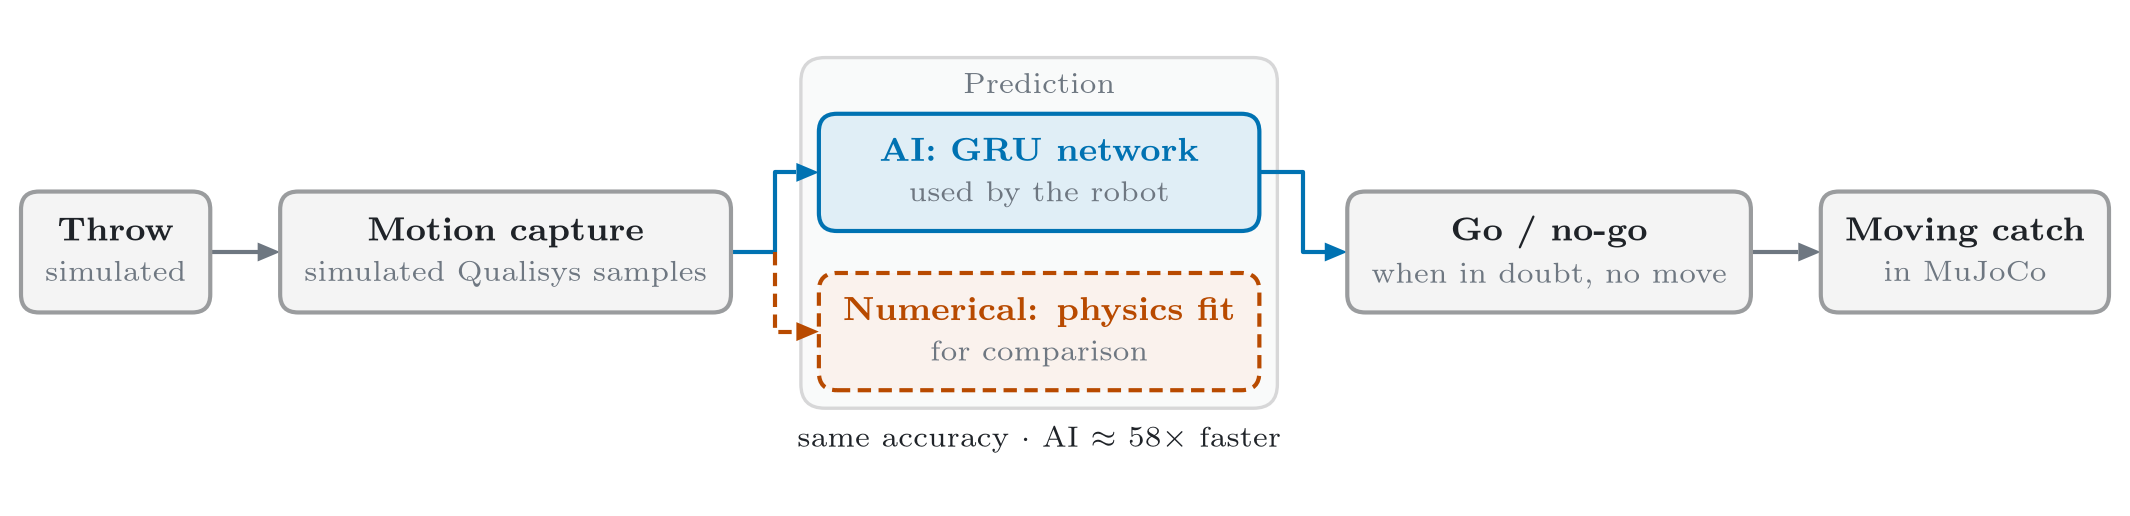 Throw
simulated
Motion capture
simulated Qualisys samples
Prediction
AI: GRU network
used by the robot
Numerical: physics fit
for comparison
same accuracy · AI ≈ 58× faster
Go / no-go
when in doubt, no move
Moving catch
in MuJoCo